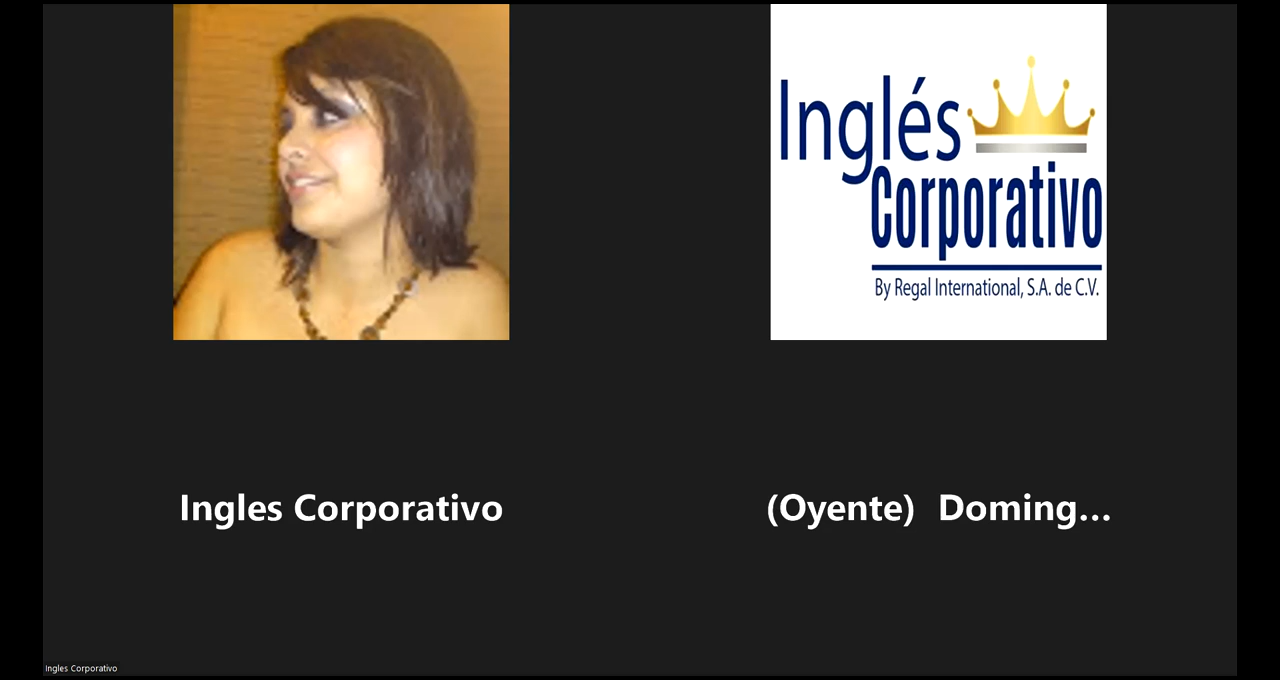 Inglés
Corporativo
By Regal International, S.A. de C.V.
Ingles Corporativo
(Oyente) Doming...
Ingles Corporativo